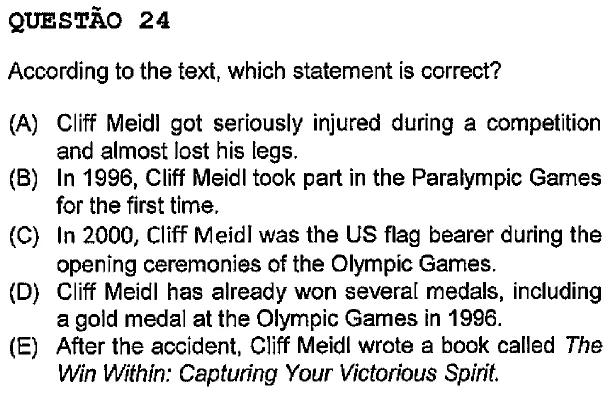 QUESTÃO 24
According to the text, which statement is correct?
(A) Cliff Meidl got seriously injured during a competition
and almost lost his legs.
(B) In 1996, Cliff Meidl took part in the Paralympic Games
for the first time.
(C) In 2000, Cliff Meidl was the US flag bearer during the
opening ceremonies of the Olympic Games.
(D) Cliff Meidl has already won several medals, including
a gold medal at the Olympic Games in 1996.
(E) After the accident, Cliff Meidl wrote a book called The
Win Within: Capturing Your Victorious Spirit.